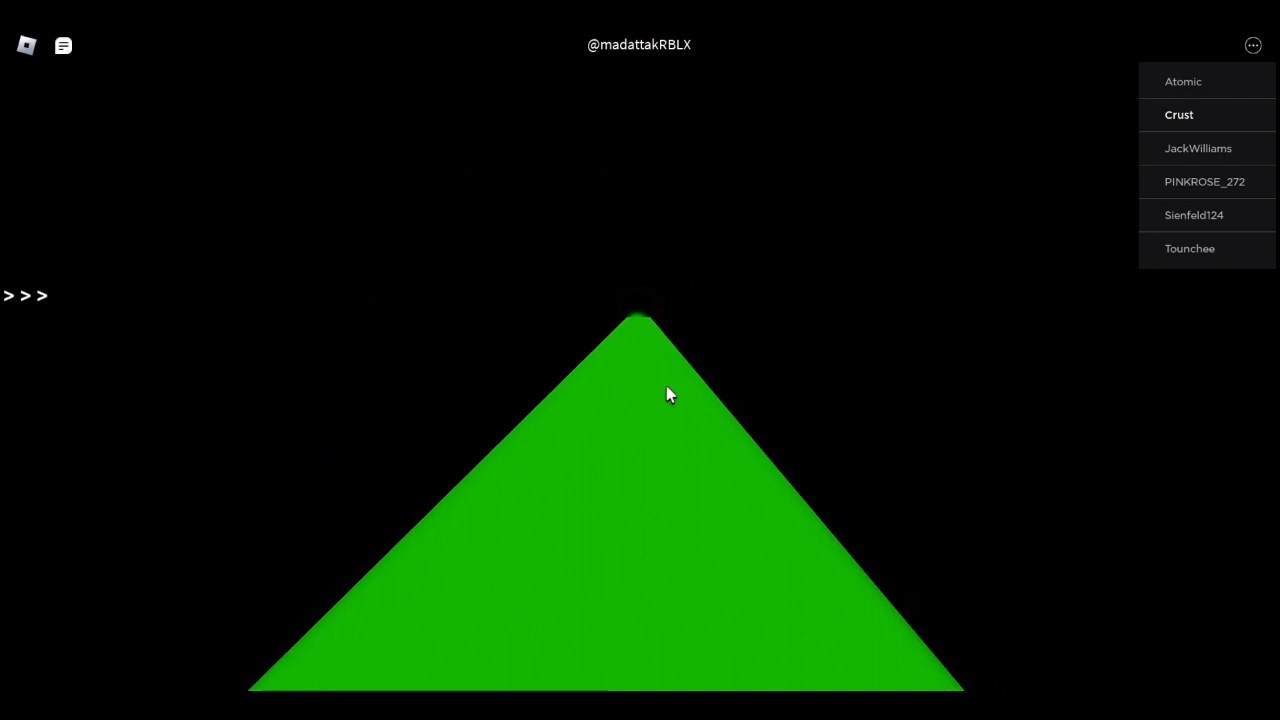 @madattakRBLX
Atomic
Crust
JackWilliams
PINKROSE_272
Sienfeld124
Tounchee
>>>